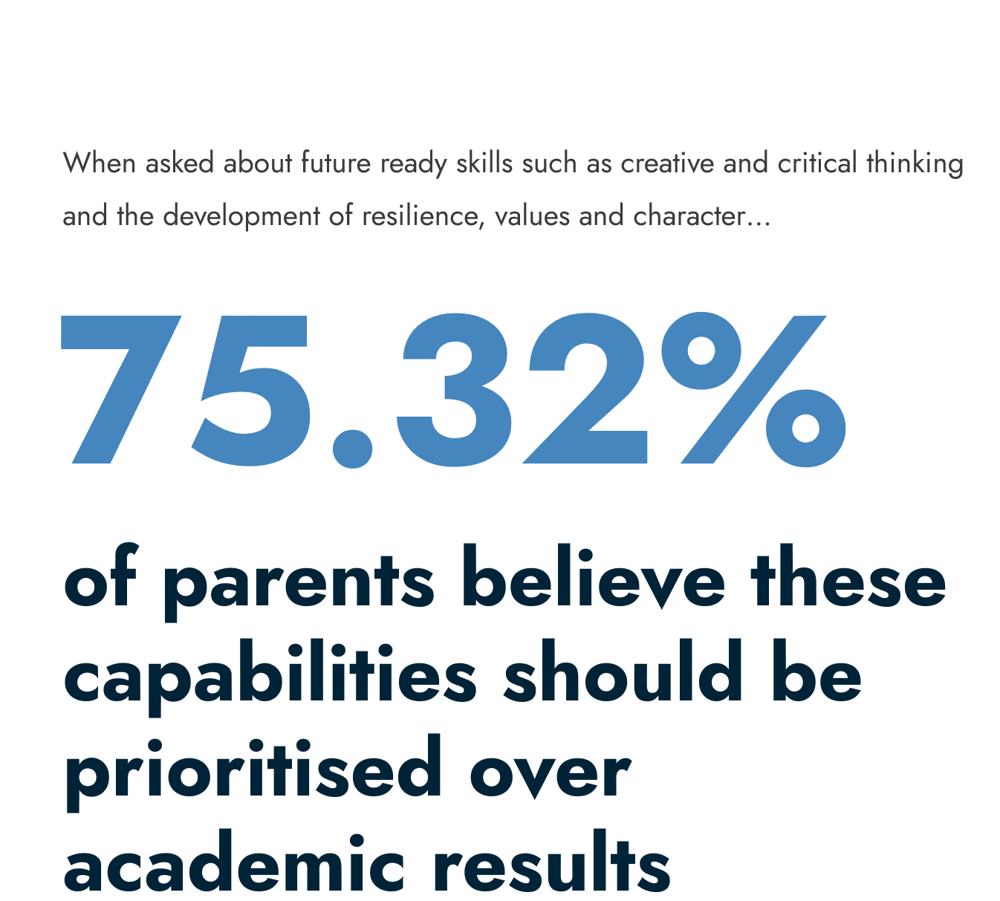 When asked about future ready skills such as creative and critical thinking
and the development of resilience, values and character…
75.32%
of parents believe these
capabilities should be
prioritised over
academic results